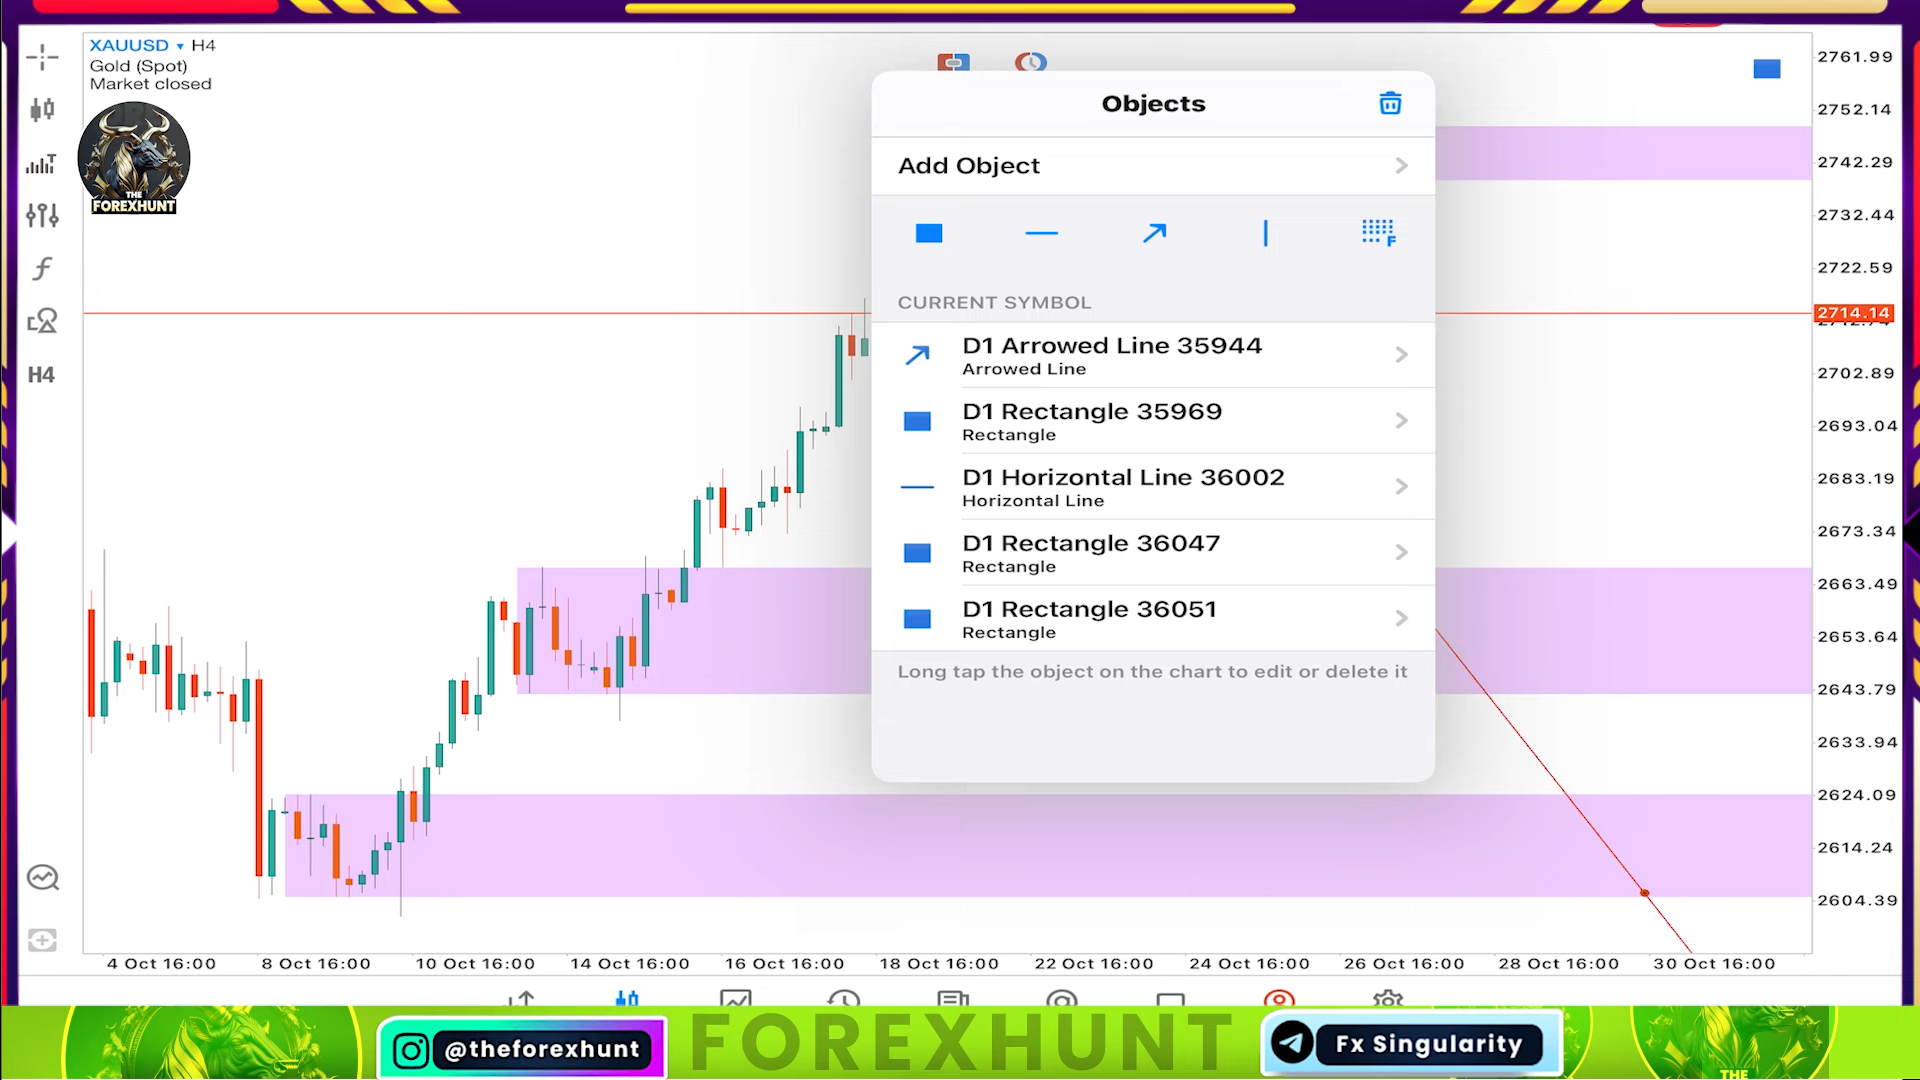 XAUUSD ▾ H4
Gold (Spot)
Market closed
THE
FOREXHUNT
H4
Objects
Add Object
F
CURRENT SYMBOL
D1 Arrowed Line 35944
Arrowed Line
D1 Rectangle 35969
Rectangle
D1 Horizontal Line 36002
Horizontal Line
D1 Rectangle 36047
Rectangle
D1 Rectangle 36051
Rectangle
Long tap the object on the chart to edit or delete it
2761.99
2752.14
2742.29
2732.44
2722.59
2714.14
2702.89
2693.04
2683.19
2673.34
2663.49
2653.64
2643.79
2633.94
2624.09
2614.24
2604.39
4 Oct 16:00
8 Oct 16:00
10 Oct 16:00
14 Oct 16:00
16 Oct 16:00
18 Oct 16:00
22 Oct 16:00
24 Oct 16:00
26 Oct 16:00
28 Oct 16:00
30 Oct 16:00
@theforexhunt
FOREXHUNT
Fx Singularity
THE